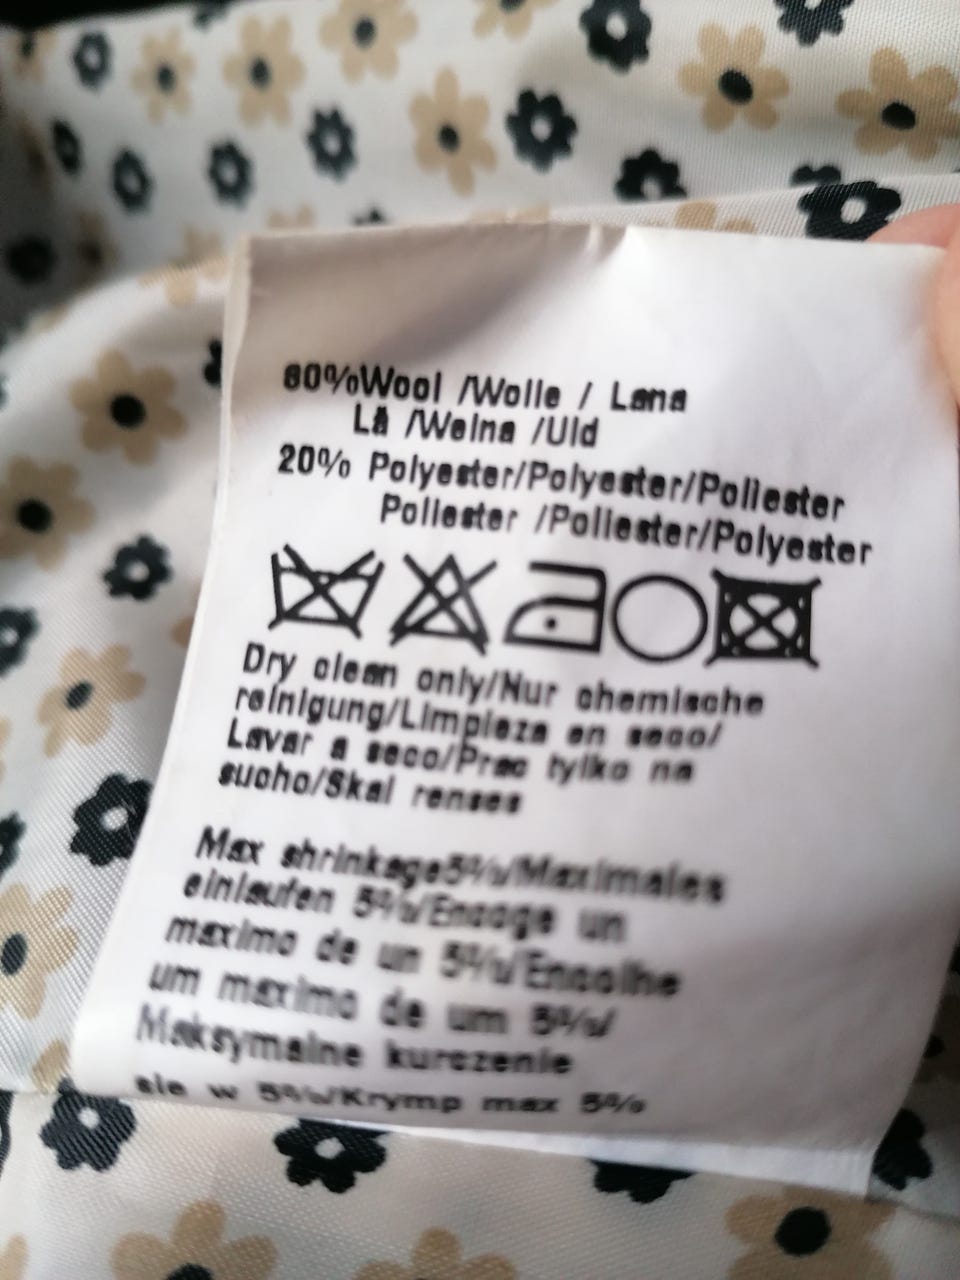 80%Wool /Wolle / Lana
Lã /Weina /Uld
20% Polyester/Polyester/Poliester
Poliester /Poliester/Polyester
Dry clean only/Nur chemische
reinigung/Limpieza en seco/
Lavar a seco/Prac tylko na
sucho/Skal renses
Max shrinkage5%/Maximales
einlaufen 5%/Encoge un
maximo de un 5%/Encolhe
um maximo de um 5%/
Maksymalne kurczenie
sie w 5%/Krymp max 5%